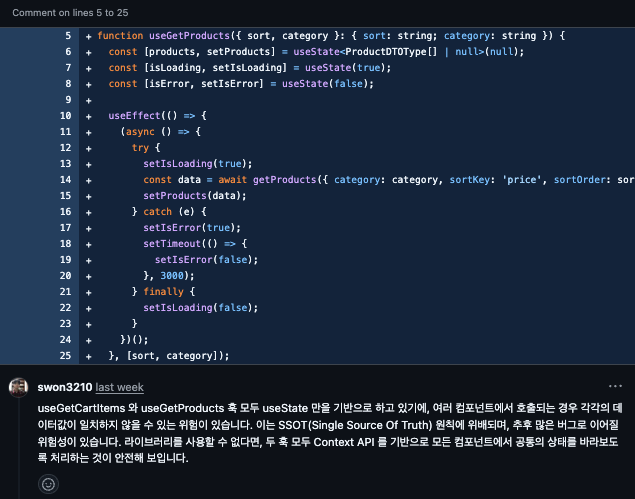 Comment on lines 5 to 25
5 + function useGetProducts({ sort, category }: { sort: string; category: string }) {
6 + const [products, setProducts] = useState<ProductDTOType[] | null>(null);
7 + const [isLoading, setIsLoading] = useState(true);
8 + const [isError, setIsError] = useState(false);
9 +
10 + useEffect(() => {
11 + (async () => {
12 + try {
13 + setIsLoading(true);
14 + const data = await getProducts({ category: category, sortKey: 'price', sortOrder: sor
15 + setProducts(data);
16 + } catch (e) {
17 + setIsError(true);
18 + setTimeout(() => {
19 + setIsError(false);
20 + }, 3000);
21 + } finally {
22 + setIsLoading(false);
23 + }
24 + })();
25 + }, [sort, category]);
swon3210 last week
useGetCartItems 와 useGetProducts 훅 모두 useState 만을 기반으로 하고 있기에, 여러 컴포넌트에서 호출되는 경우 각각의 데
이터값이 일치하지 않을 수 있는 위험이 있습니다. 이는 SSOT(Single Source Of Truth) 원칙에 위배되며, 추후 많은 버그로 이어질
위험성이 있습니다. 라이브러리를 사용할 수 없다면, 두 훅 모두 Context API 를 기반으로 모든 컴포넌트에서 공통의 상태를 바라보도
록 처리하는 것이 안전해 보입니다.